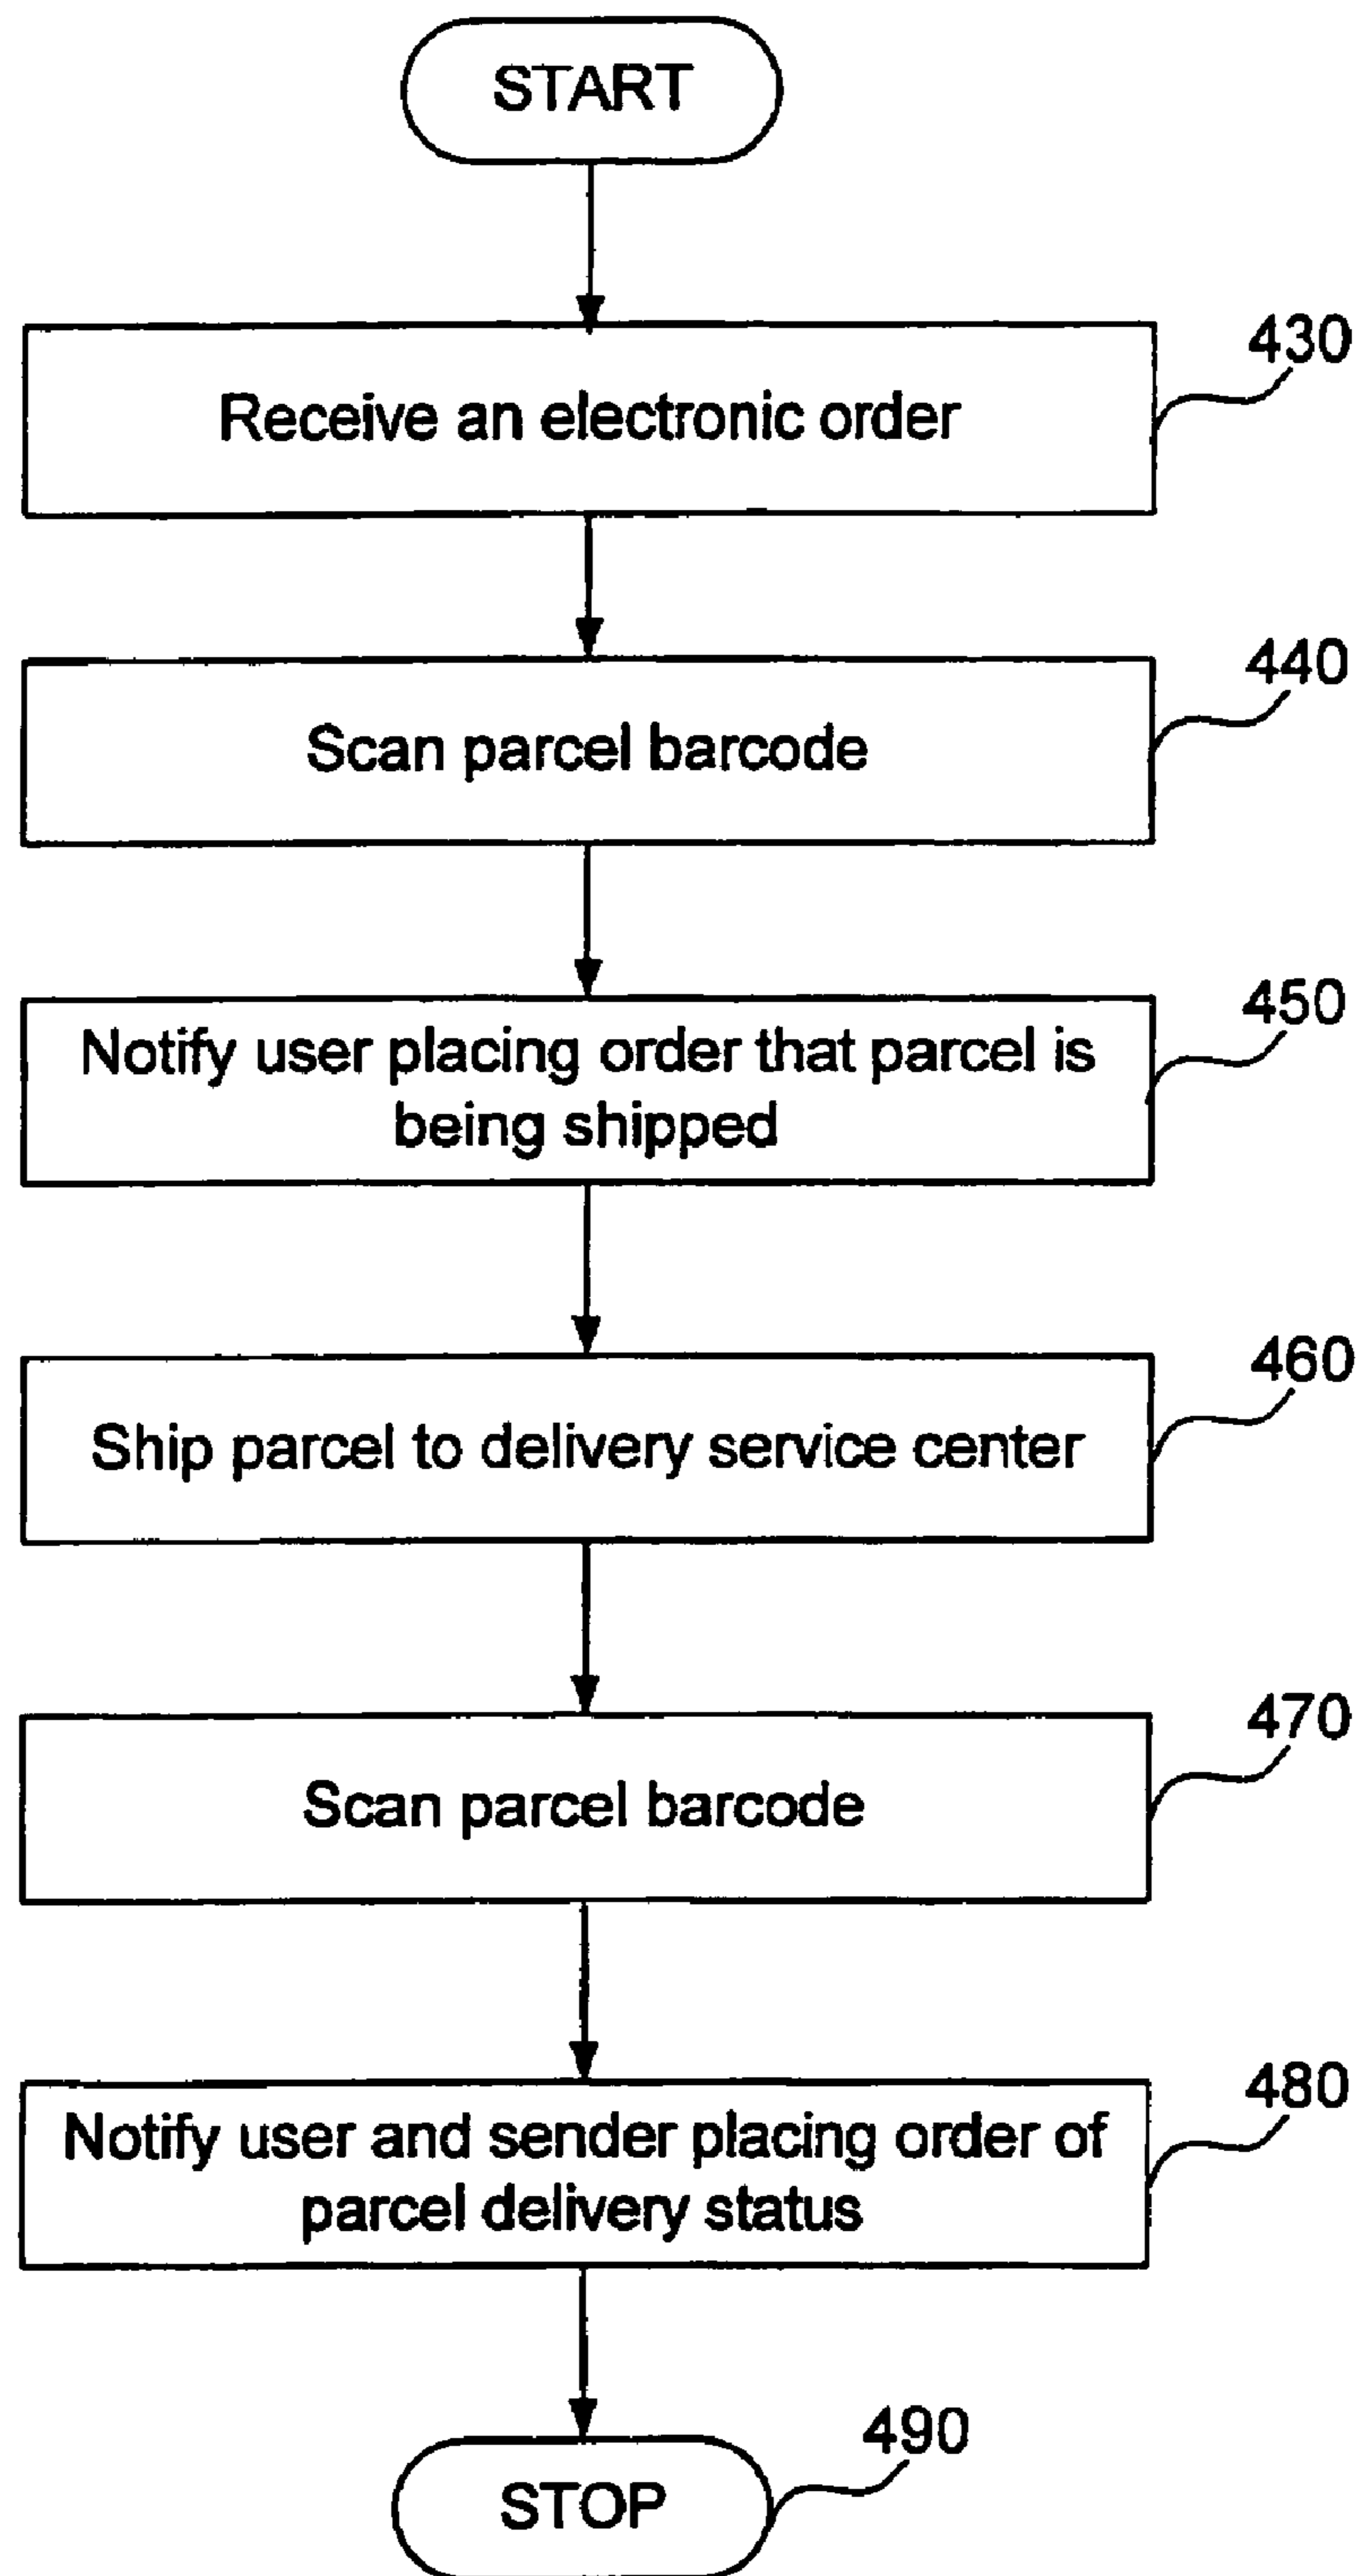 START
430
Receive an electronic order
440
Scan parcel barcode
450
Notify user placing order that parcel is
being shipped
460
Ship parcel to delivery service center
470
Scan parcel barcode
480
Notify user and sender placing order of
parcel delivery status
490
STOP